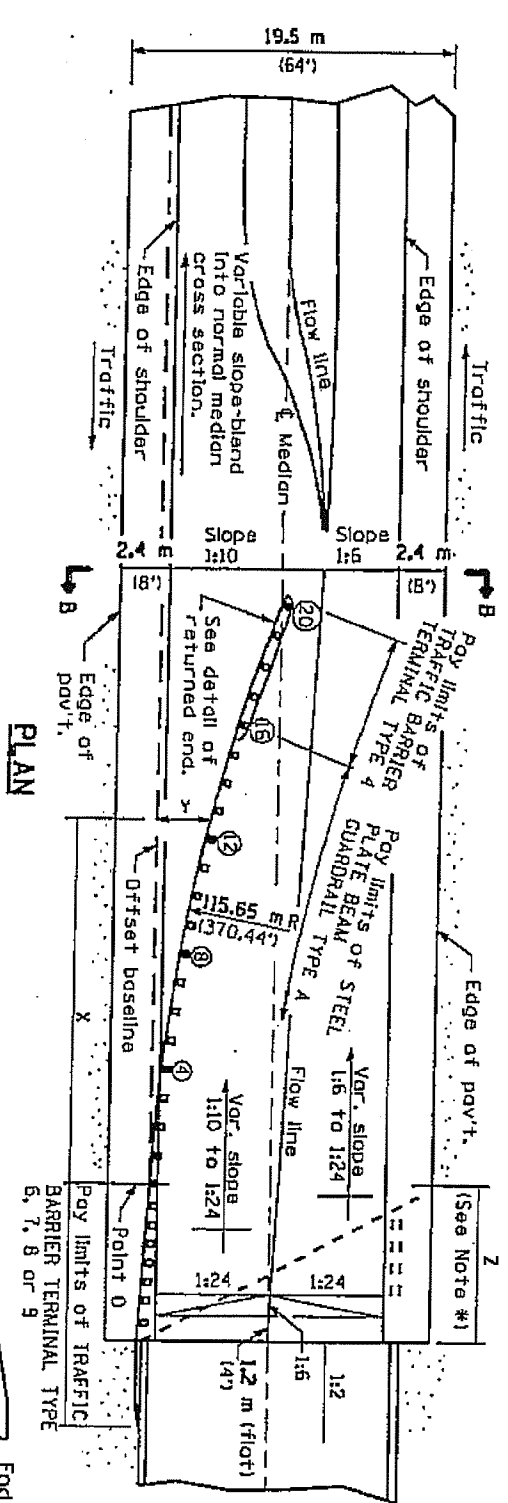 19.5 m
(64')
Traffic
Edge of shoulder
Flow line
℄ Median
Variable slope-blend
into normal median
cross section.
Edge of shoulder
Traffic
2.4 m
(8')
Slope
1:10
Slope
1:6
2.4 m
(8')
B
B
Pay limits of
TRAFFIC BARRIER
TERMINAL TYPE 4
Pay limits of STEEL
PLATE BEAM
GUARDRAIL TYPE A
20
16
12
8
4
See detail of
returned end.
Edge of
pav't.
Y
115.65 m R
(370.44')
Offset baseline
X
Edge of pav't.
Flow line
Var. slope
1:6 to 1:24
Var. slope
1:10 to 1:24
Z
(See Note *)
Point O
1:24
1:24
1:6
1:2
1.2 m (flat)
(4')
Pay limits of TRAFFIC
BARRIER TERMINAL TYPE
6, 7, 8 or 9
PLAN
End